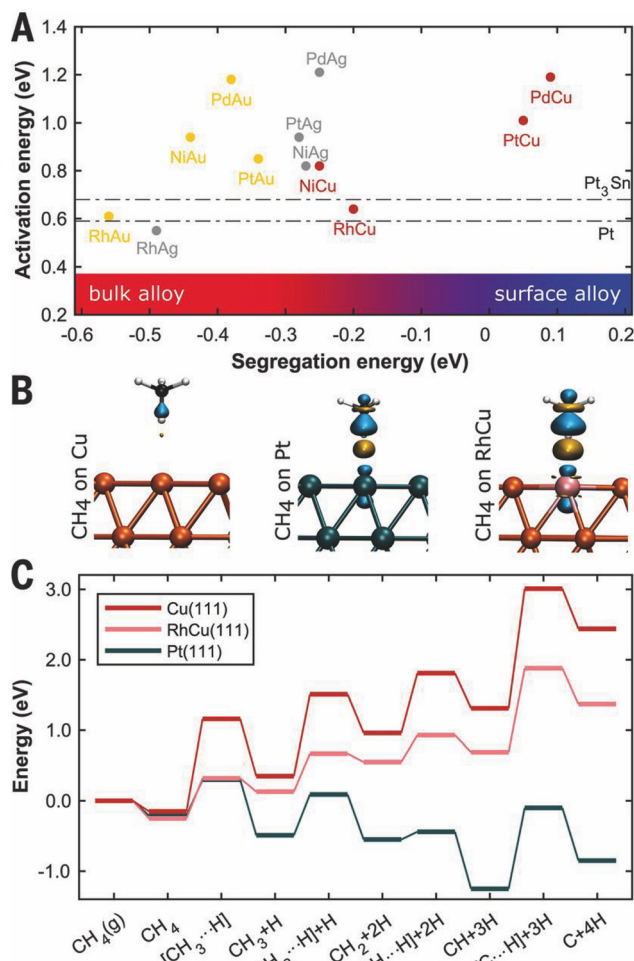 A
Activation energy (eV)
1.4
1.2
1.0
0.8
0.6
0.4
0.2
PdAg
PdAu
PdCu
PtAg
PtCu
NiAu
NiAg
PtAu
NiCu
Pt3Sn
RhAu
RhCu
Pt
RhAg
bulk alloy
surface alloy
-0.6 -0.5 -0.4 -0.3 -0.2 -0.1 0 0.1 0.2
Segregation energy (eV)
B
CH4 on Cu
CH4 on Pt
CH4 on RhCu
C
Energy (eV)
3.0
2.0
1.0
0.0
-1.0
Cu(111)
RhCu(111)
Pt(111)
CH4(g)
CH4
[CH3···H]
CH3+H
···H]+H
CH2+2H
···H]+2H
CH+3H
···H]+3H
C+4H